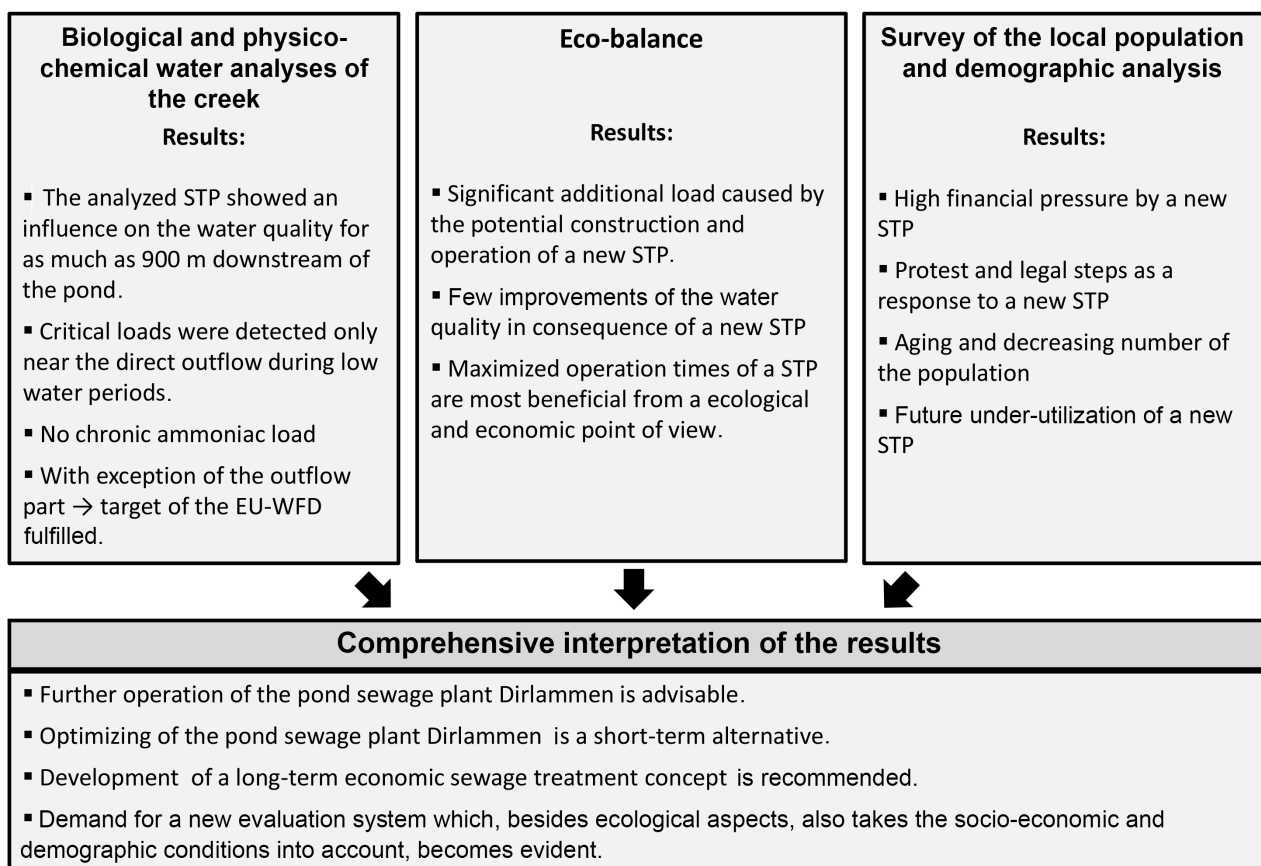 Biological and physico-
chemical water analyses of
the creek
Results:
▪ The analyzed STP showed an
influence on the water quality for
as much as 900 m downstream of
the pond.
▪ Critical loads were detected only
near the direct outflow during low
water periods.
▪ No chronic ammoniac load
▪ With exception of the outflow
part → target of the EU-WFD
fulfilled.
Eco-balance
Results:
▪ Significant additional load caused by
the potential construction and
operation of a new STP.
▪ Few improvements of the water
quality in consequence of a new STP
▪ Maximized operation times of a STP
are most beneficial from a ecological
and economic point of view.
Survey of the local population
and demographic analysis
Results:
▪ High financial pressure by a new
STP
▪ Protest and legal steps as a
response to a new STP
▪ Aging and decreasing number of
the population
▪ Future under-utilization of a new
STP
Comprehensive interpretation of the results
▪ Further operation of the pond sewage plant Dirlammen is advisable.
▪ Optimizing of the pond sewage plant Dirlammen is a short-term alternative.
▪ Development of a long-term economic sewage treatment concept is recommended.
▪ Demand for a new evaluation system which, besides ecological aspects, also takes the socio-economic and
demographic conditions into account, becomes evident.